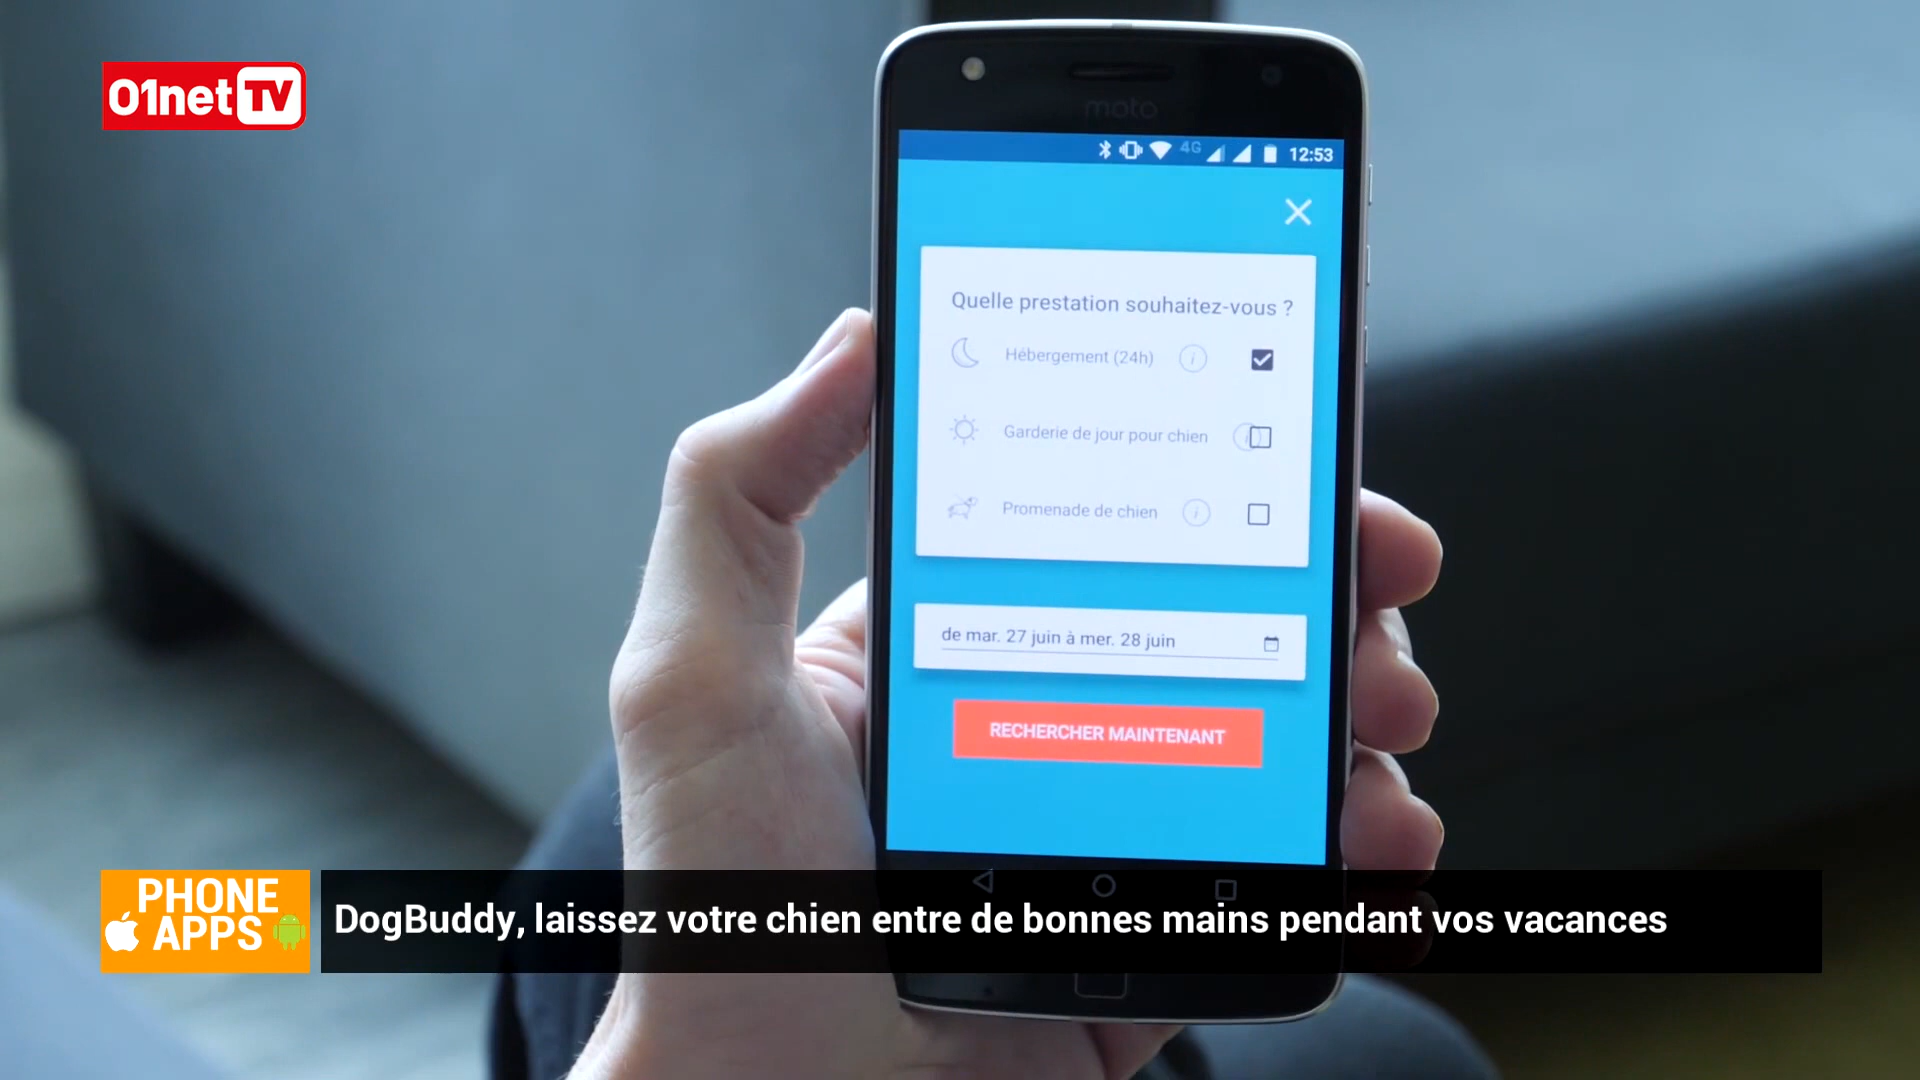 01net TV
moto
4G 12:53
Quelle prestation souhaitez-vous ?
Hébergement (24h)
Garderie de jour pour chien
Promenade de chien
de mar. 27 juin à mer. 28 juin
RECHERCHER MAINTENANT
PHONE
APPS
DogBuddy, laissez votre chien entre de bonnes mains pendant vos vacances